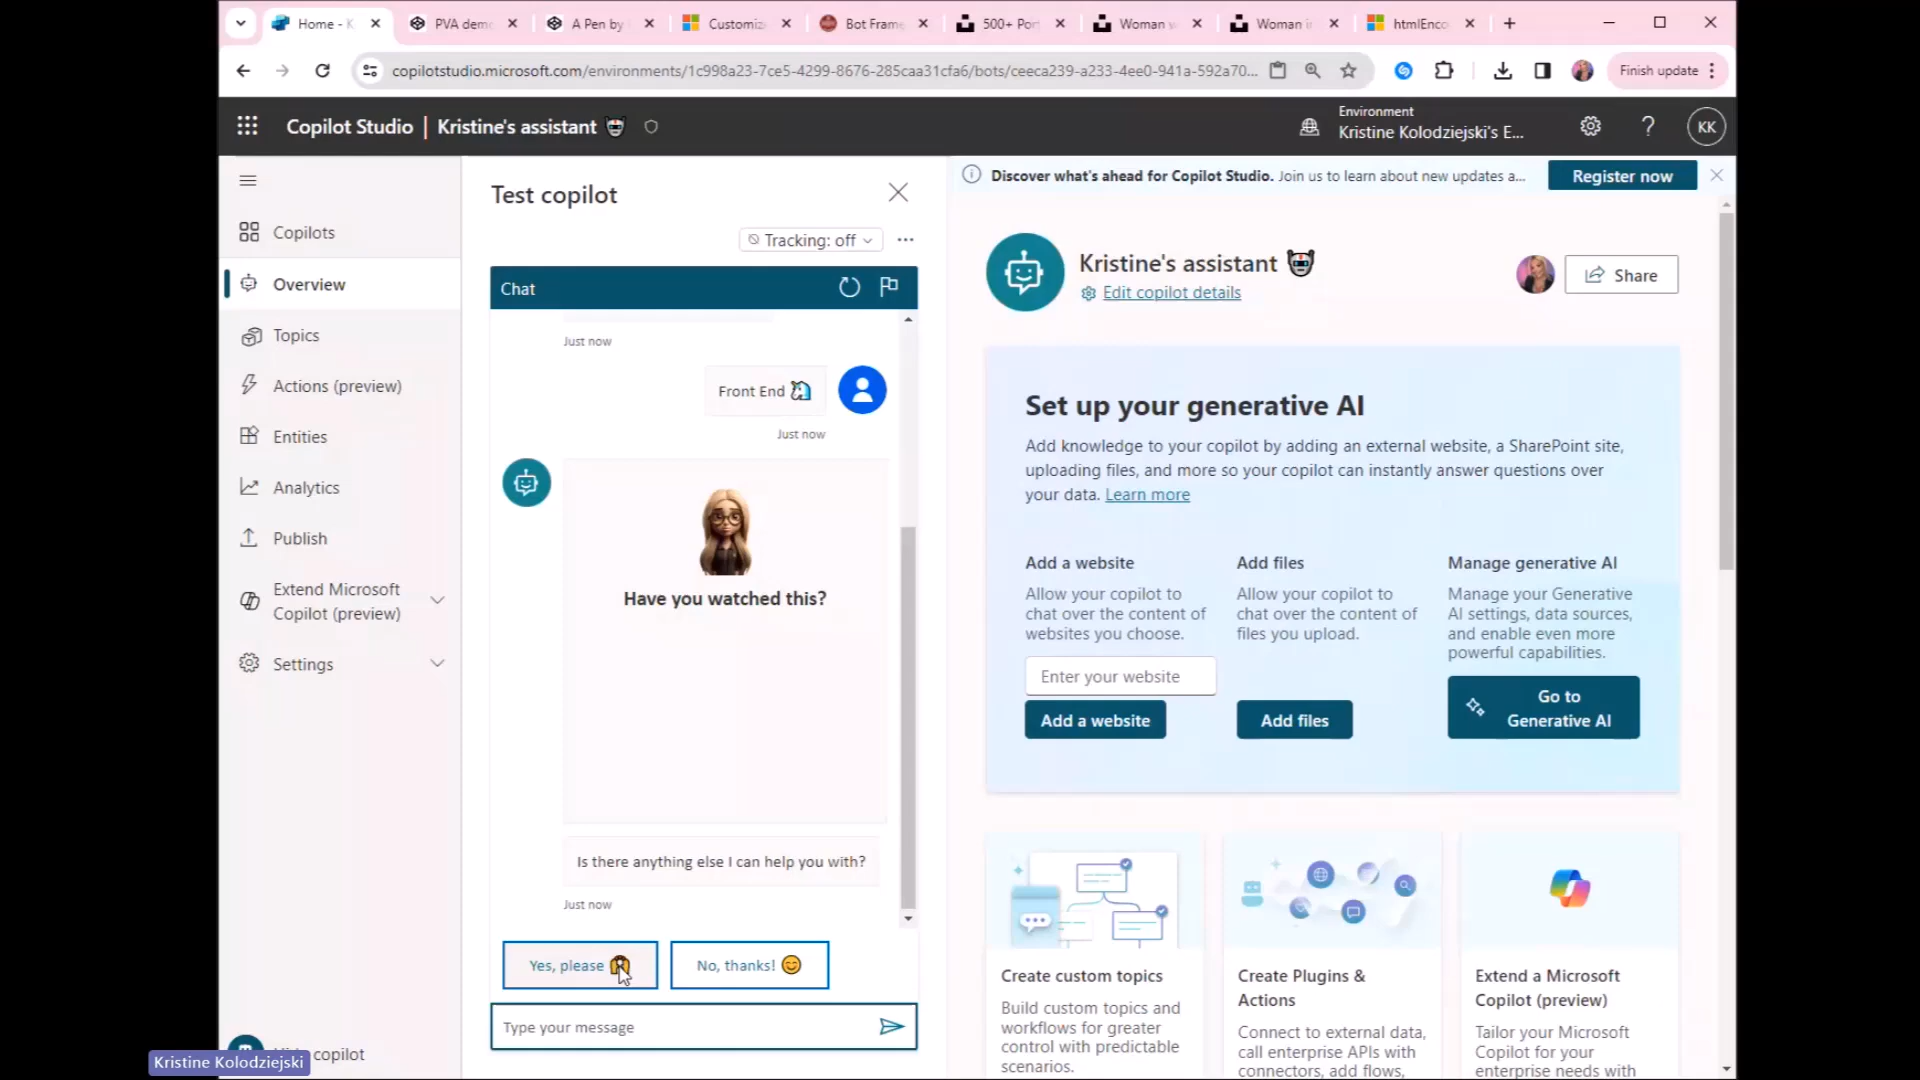 Home - K
PVA dem
A Pen by
Customiz
Bot Fram
500+ Por
Woman w
Woman i
htmlEnco
copilotstudio.microsoft.com/environments/1c998a23-7ce5-4299-8676-285caa31cfa6/bots/ceeca239-a233-4ee0-941a-592a70...
Finish update
Copilot Studio | Kristine's assistant
Environment
Kristine Kolodziejski's E...
KK
Copilots
Overview
Topics
Actions (preview)
Entities
Analytics
Publish
Extend Microsoft
Copilot (preview)
Settings
copilot
Kristine Kolodziejski
Test copilot
Tracking: off
Chat
Just now
Front End
Just now
Have you watched this?
Is there anything else I can help you with?
Just now
Yes, please
No, thanks!
Type your message
Discover what's ahead for Copilot Studio. Join us to learn about new updates a...
Register now
Kristine's assistant
Edit copilot details
Share
Set up your generative AI
Add knowledge to your copilot by adding an external website, a SharePoint site,
uploading files, and more so your copilot can instantly answer questions over
your data. Learn more
Add a website
Allow your copilot to
chat over the content of
websites you choose.
Enter your website
Add a website
Add files
Allow your copilot to
chat over the content of
files you upload.
Add files
Manage generative AI
Manage your Generative
AI settings, data sources,
and enable even more
powerful capabilities.
Go to
Generative AI
Create custom topics
Build custom topics and
workflows for greater
control with predictable
scenarios.
Create Plugins &
Actions
Connect to external data,
call enterprise APIs with
connectors, add flows,
Extend a Microsoft
Copilot (preview)
Tailor your Microsoft
Copilot for your
enterprise needs with